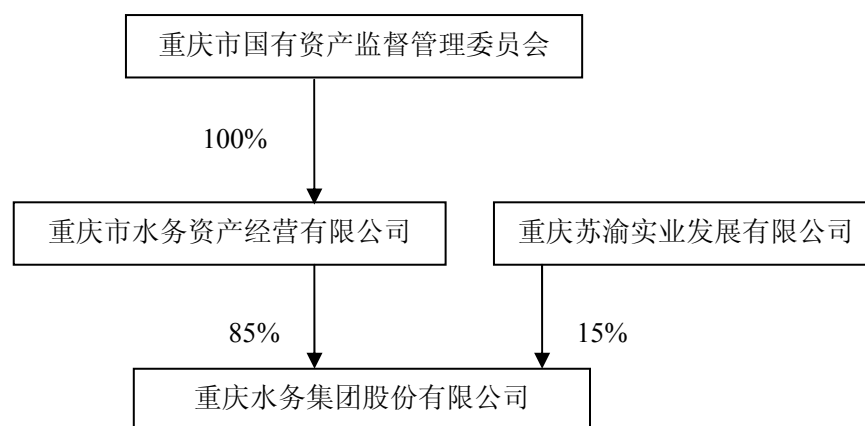 重庆市国有资产监督管理委员会
100%
重庆市水务资产经营有限公司
重庆苏渝实业发展有限公司
85%
15%
重庆水务集团股份有限公司